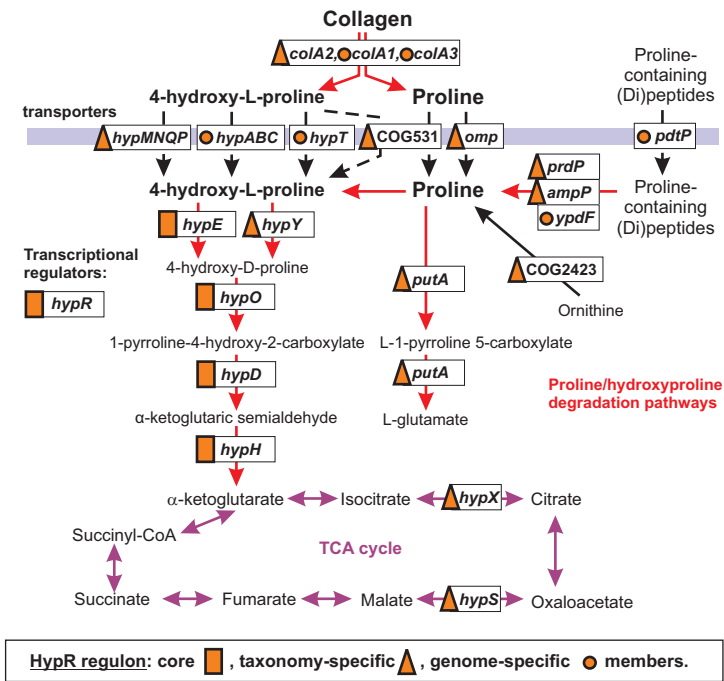 Collagen
colA2, colA1, colA3
4-hydroxy-L-proline
Proline
Proline-
containing
(Di)peptides
transporters
hypMNQP
hypABC
hypT
COG531
omp
pdtP
4-hydroxy-L-proline
Proline
prdP
ampP
ypdF
Proline-
containing
(Di)peptides
hypE
hypY
Transcriptional
regulators:
hypR
4-hydroxy-D-proline
hypO
putA
COG2423
Ornithine
1-pyrroline-4-hydroxy-2-carboxylate
L-1-pyrroline 5-carboxylate
hypD
putA
Proline/hydroxyproline
degradation pathways
α-ketoglutaric semialdehyde
L-glutamate
hypH
α-ketoglutarate
Isocitrate
hypX
Citrate
Succinyl-CoA
TCA cycle
Succinate
Fumarate
Malate
hypS
Oxaloacetate
HypR regulon: core , taxonomy-specific , genome-specific members.